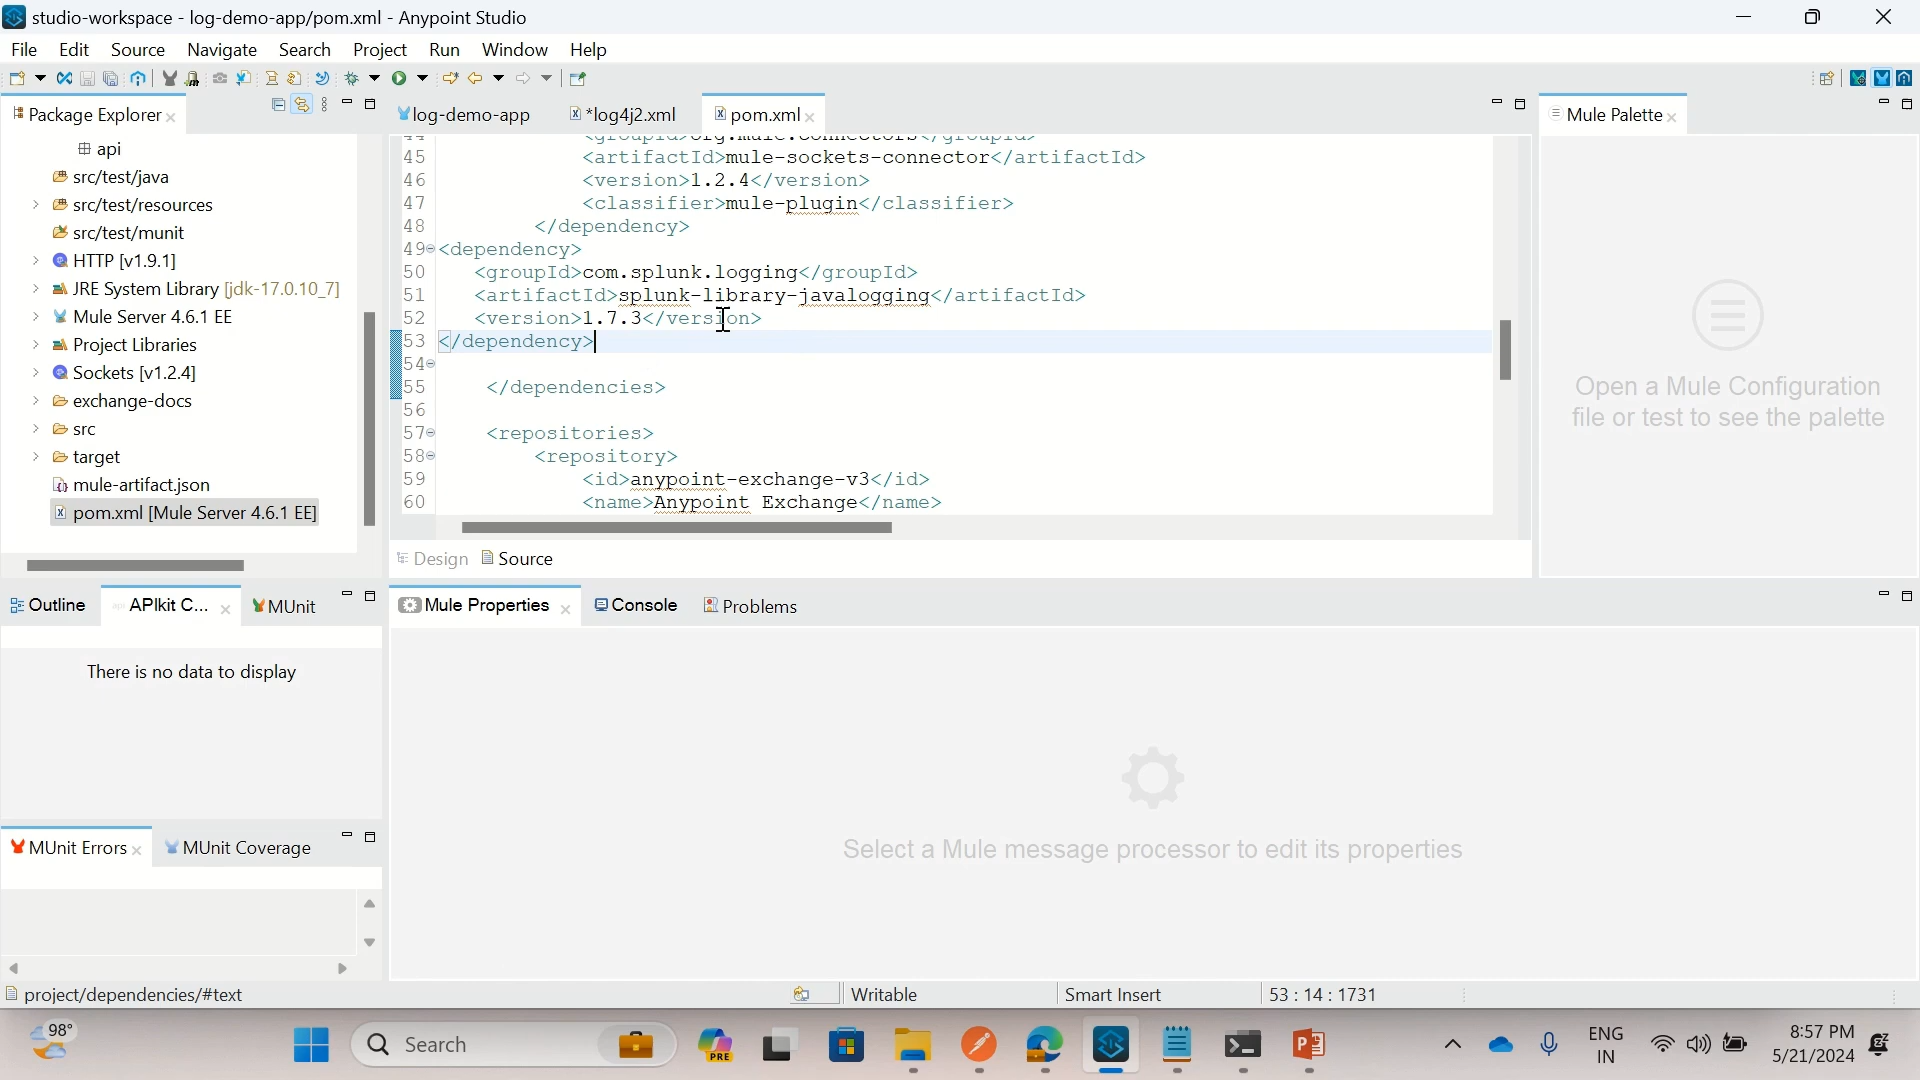 studio-workspace - log-demo-app/pom.xml - Anypoint Studio
File Edit Source Navigate Search Project Run Window Help
Package Explorer
api
src/test/java
src/test/resources
src/test/munit
HTTP [v1.9.1]
JRE System Library [jdk-17.0.10_7]
Mule Server 4.6.1 EE
Project Libraries
Sockets [v1.2.4]
exchange-docs
src
target
mule-artifact.json
pom.xml [Mule Server 4.6.1 EE]
log-demo-app *log4j2.xml pom.xml
44 <groupId>org.mule.connectors</groupId>
45 <artifactId>mule-sockets-connector</artifactId>
46 <version>1.2.4</version>
47 <classifier>mule-plugin</classifier>
48 </dependency>
49 <dependency>
50 <groupId>com.splunk.logging</groupId>
51 <artifactId>splunk-library-javalogging</artifactId>
52 <version>1.7.3</version>
53 </dependency>
54
55 </dependencies>
56
57 <repositories>
58 <repository>
59 <id>anypoint-exchange-v3</id>
60 <name>Anypoint Exchange</name>
Design Source
Mule Palette
Open a Mule Configuration
file or test to see the palette
Outline APIkit C... MUnit
There is no data to display
MUnit Errors MUnit Coverage
Mule Properties Console Problems
Select a Mule message processor to edit its properties
project/dependencies/#text Writable Smart Insert 53 : 14 : 1731
98°
Search
PRE
ENG
IN
8:57 PM
5/21/2024